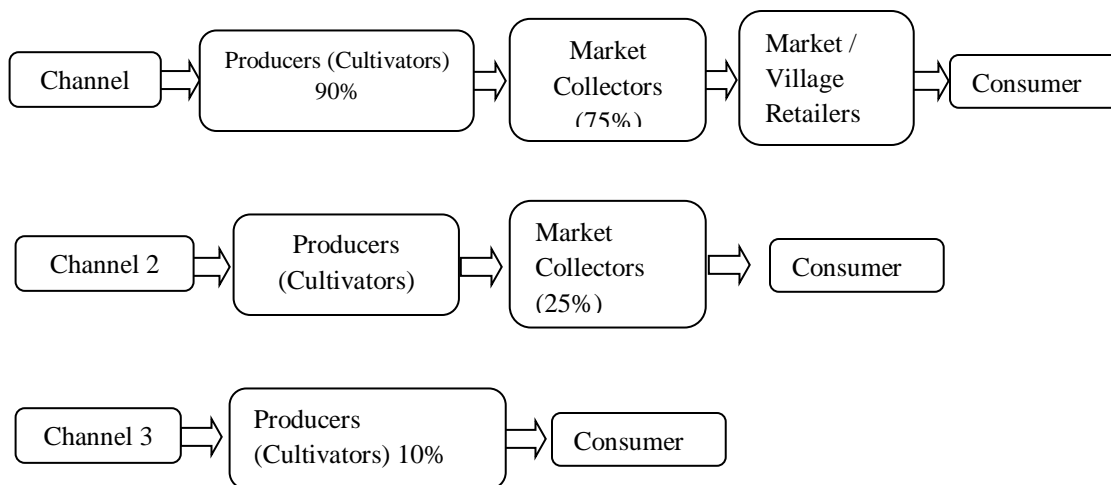 Channel
Producers (Cultivators)
90%
Market
Collectors
(75%)
Market /
Village
Retailers
Consumer
Channel 2
Producers
(Cultivators)
Market
Collectors
(25%)
Consumer
Channel 3
Producers
(Cultivators) 10%
Consumer